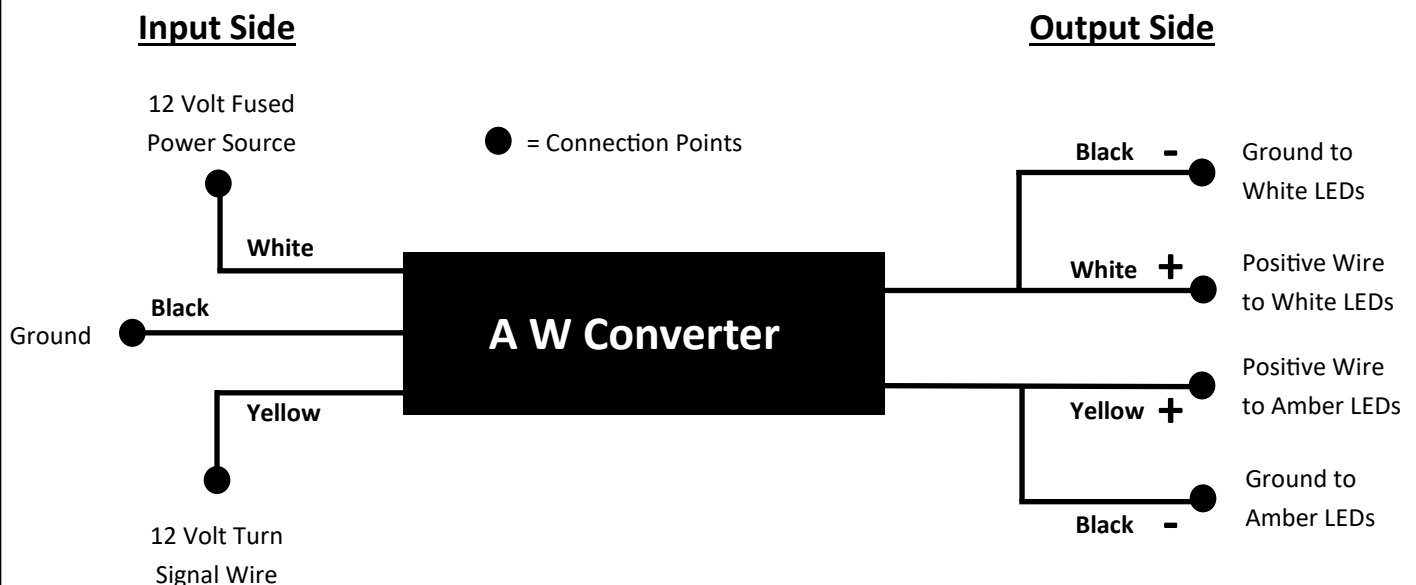 Input Side
Output Side
12 Volt Fused
Power Source
= Connection Points
White
Black
Ground
Yellow
12 Volt Turn
Signal Wire
A W Converter
Black -
Ground to
White LEDs
White +
Positive Wire
to White LEDs
Positive Wire
to Amber LEDs
Yellow +
Ground to
Amber LEDs
Black -